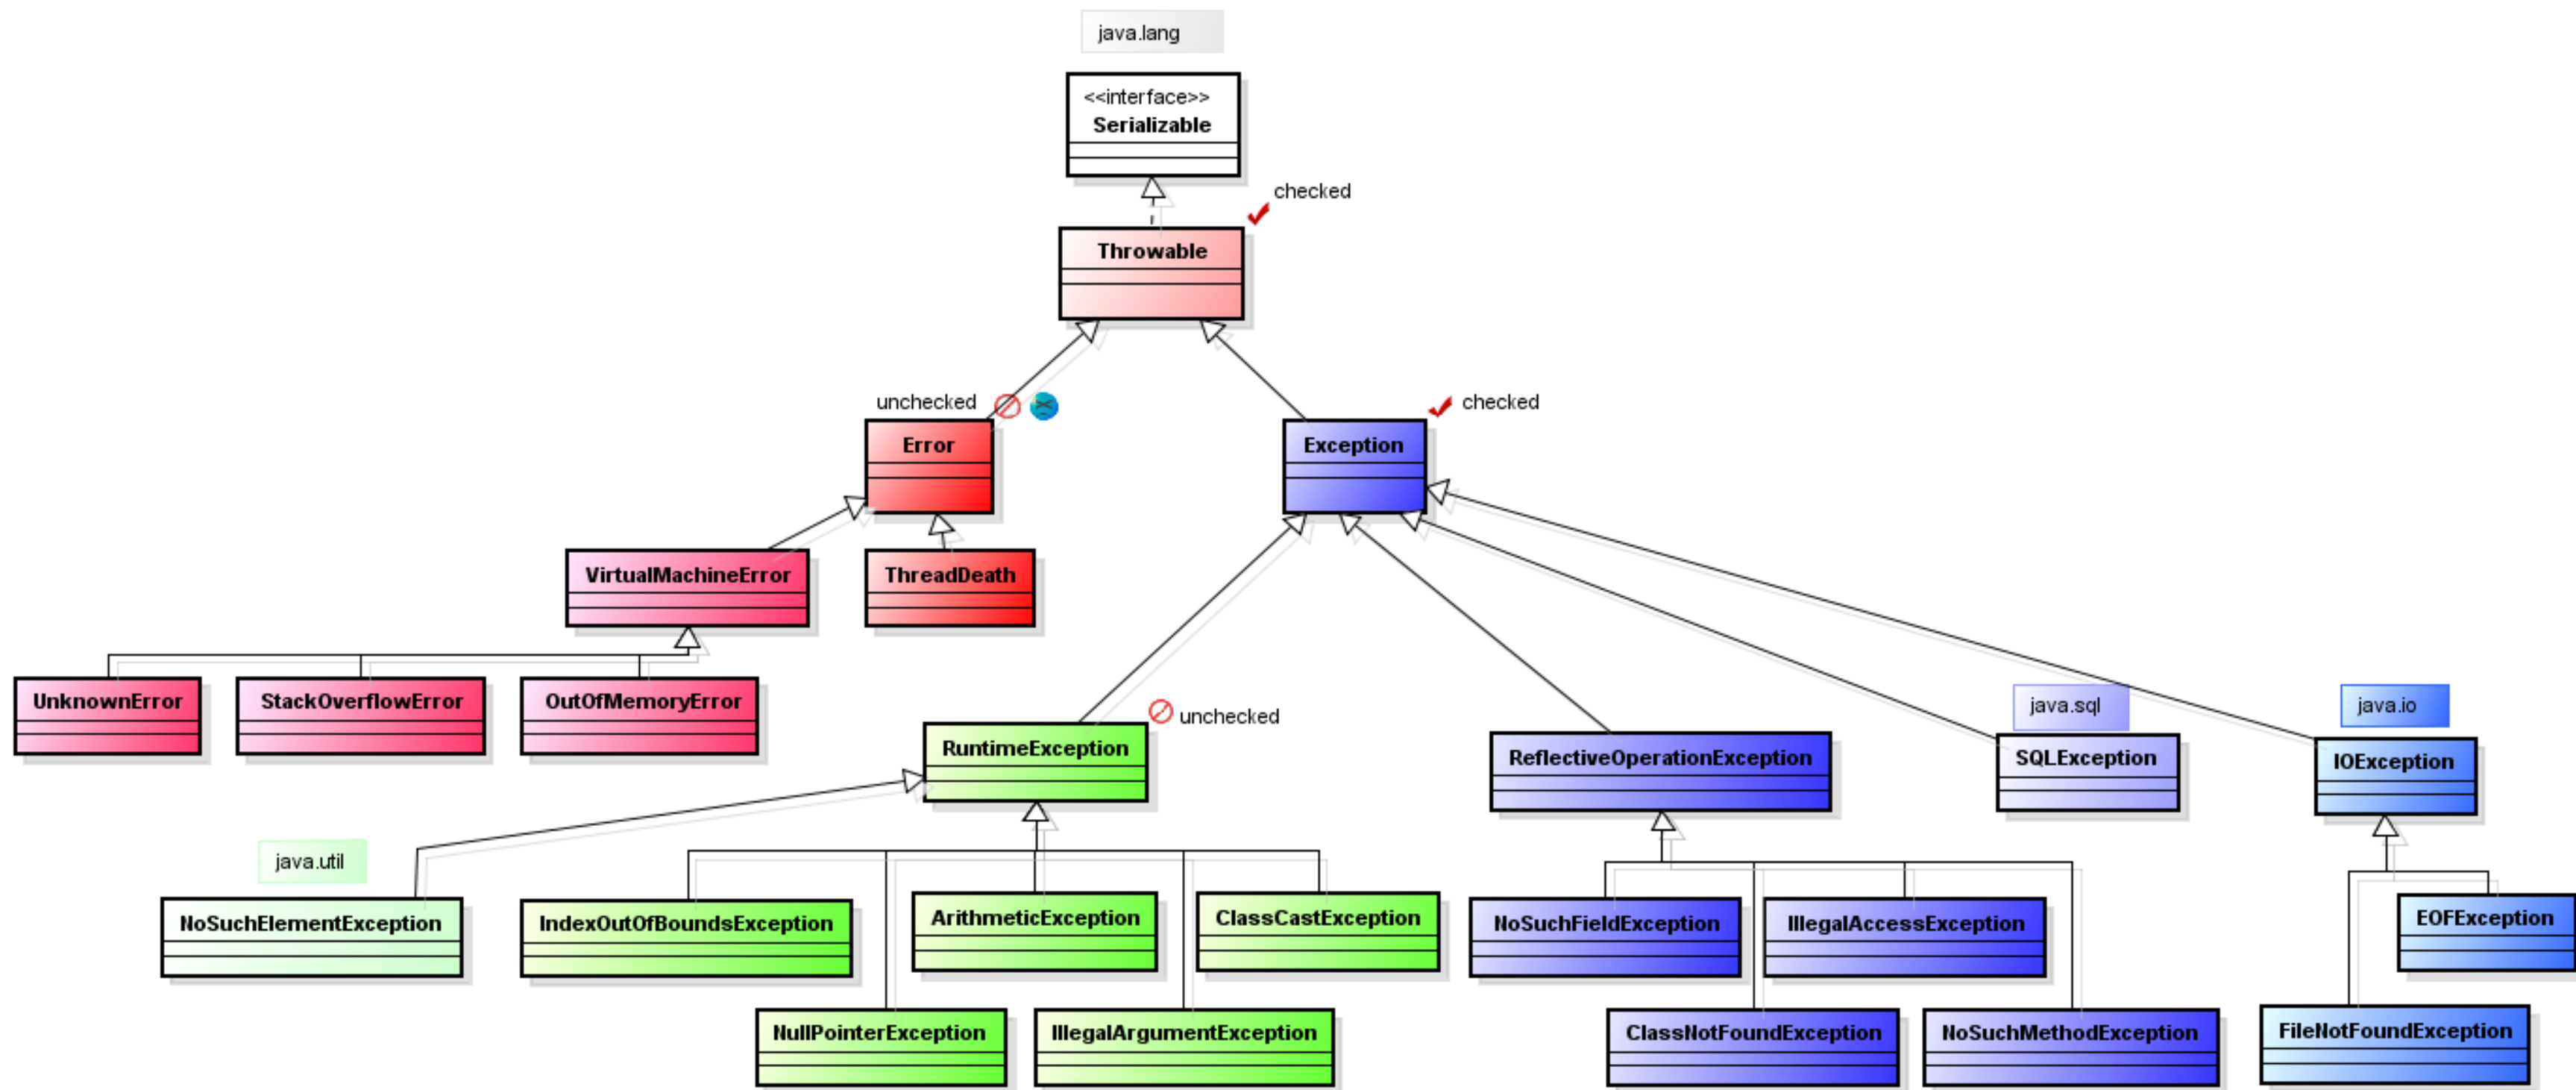 java.lang
<<interface>>
Serializable
checked
Throwable
unchecked
checked
Error
Exception
VirtualMachineError
ThreadDeath
UnknownError
StackOverflowError
OutOfMemoryError
unchecked
RuntimeException
ReflectiveOperationException
java.sql
SQLException
java.io
IOException
java.util
NoSuchElementException
IndexOutOfBoundsException
ArithmeticException
ClassCastException
NoSuchFieldException
IllegalAccessException
EOFException
NullPointerException
IllegalArgumentException
ClassNotFoundException
NoSuchMethodException
FileNotFoundException